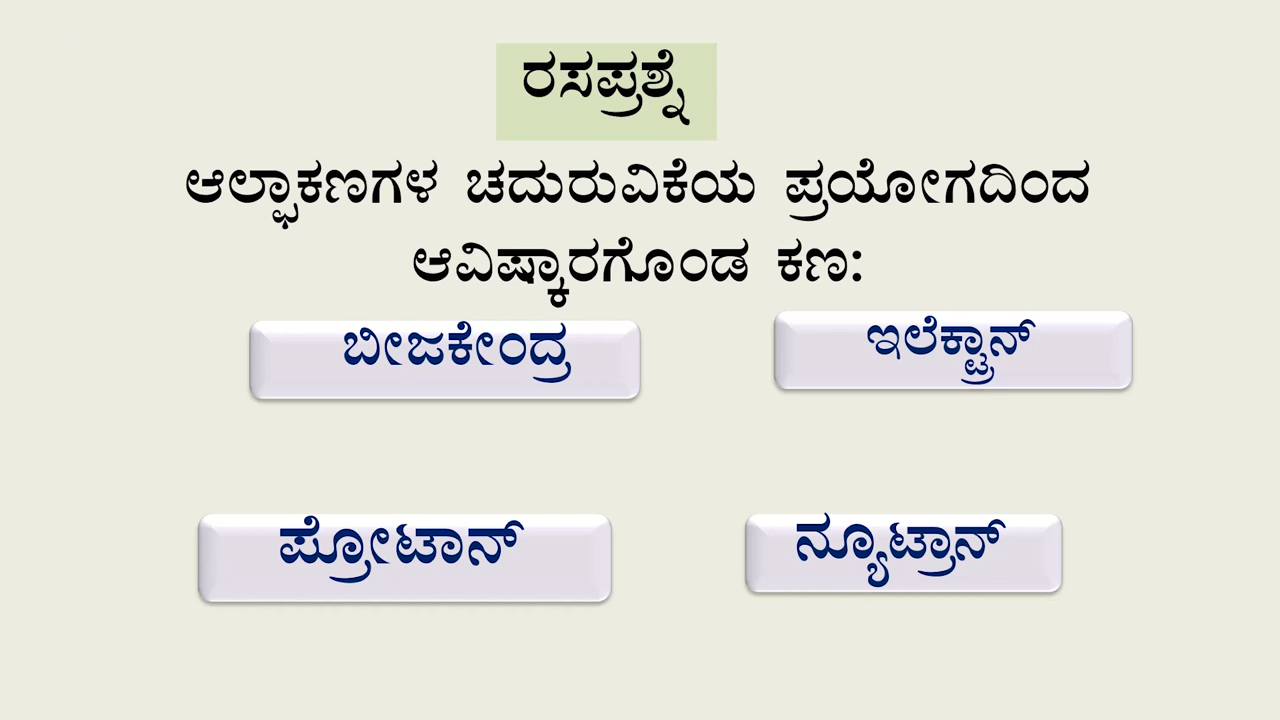 ರಸಪ್ರಶ್ನೆ
ಆಲ್ಫಾಕಣಗಳ ಚದುರುವಿಕೆಯ ಪ್ರಯೋಗದಿಂದ
ಆವಿಷ್ಕಾರಗೊಂಡ ಕಣ:
ಬೀಜಕೇಂದ್ರ
ಇಲೆಕ್ಟ್ರಾನ್
ಪ್ರೋಟಾನ್
ನ್ಯೂಟ್ರಾನ್